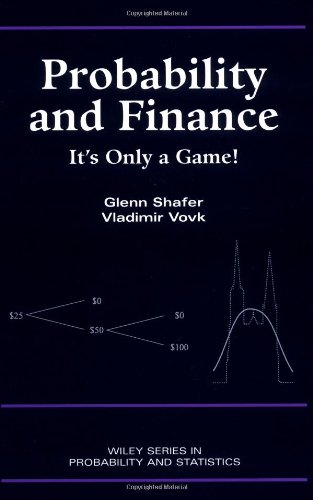 Probability
and Finance
It's Only a Game!
Glenn Shafer
Vladimir Vovk
$0
$25
$50
$0
$100
WILEY SERIES IN
PROBABILITY AND STATISTICS